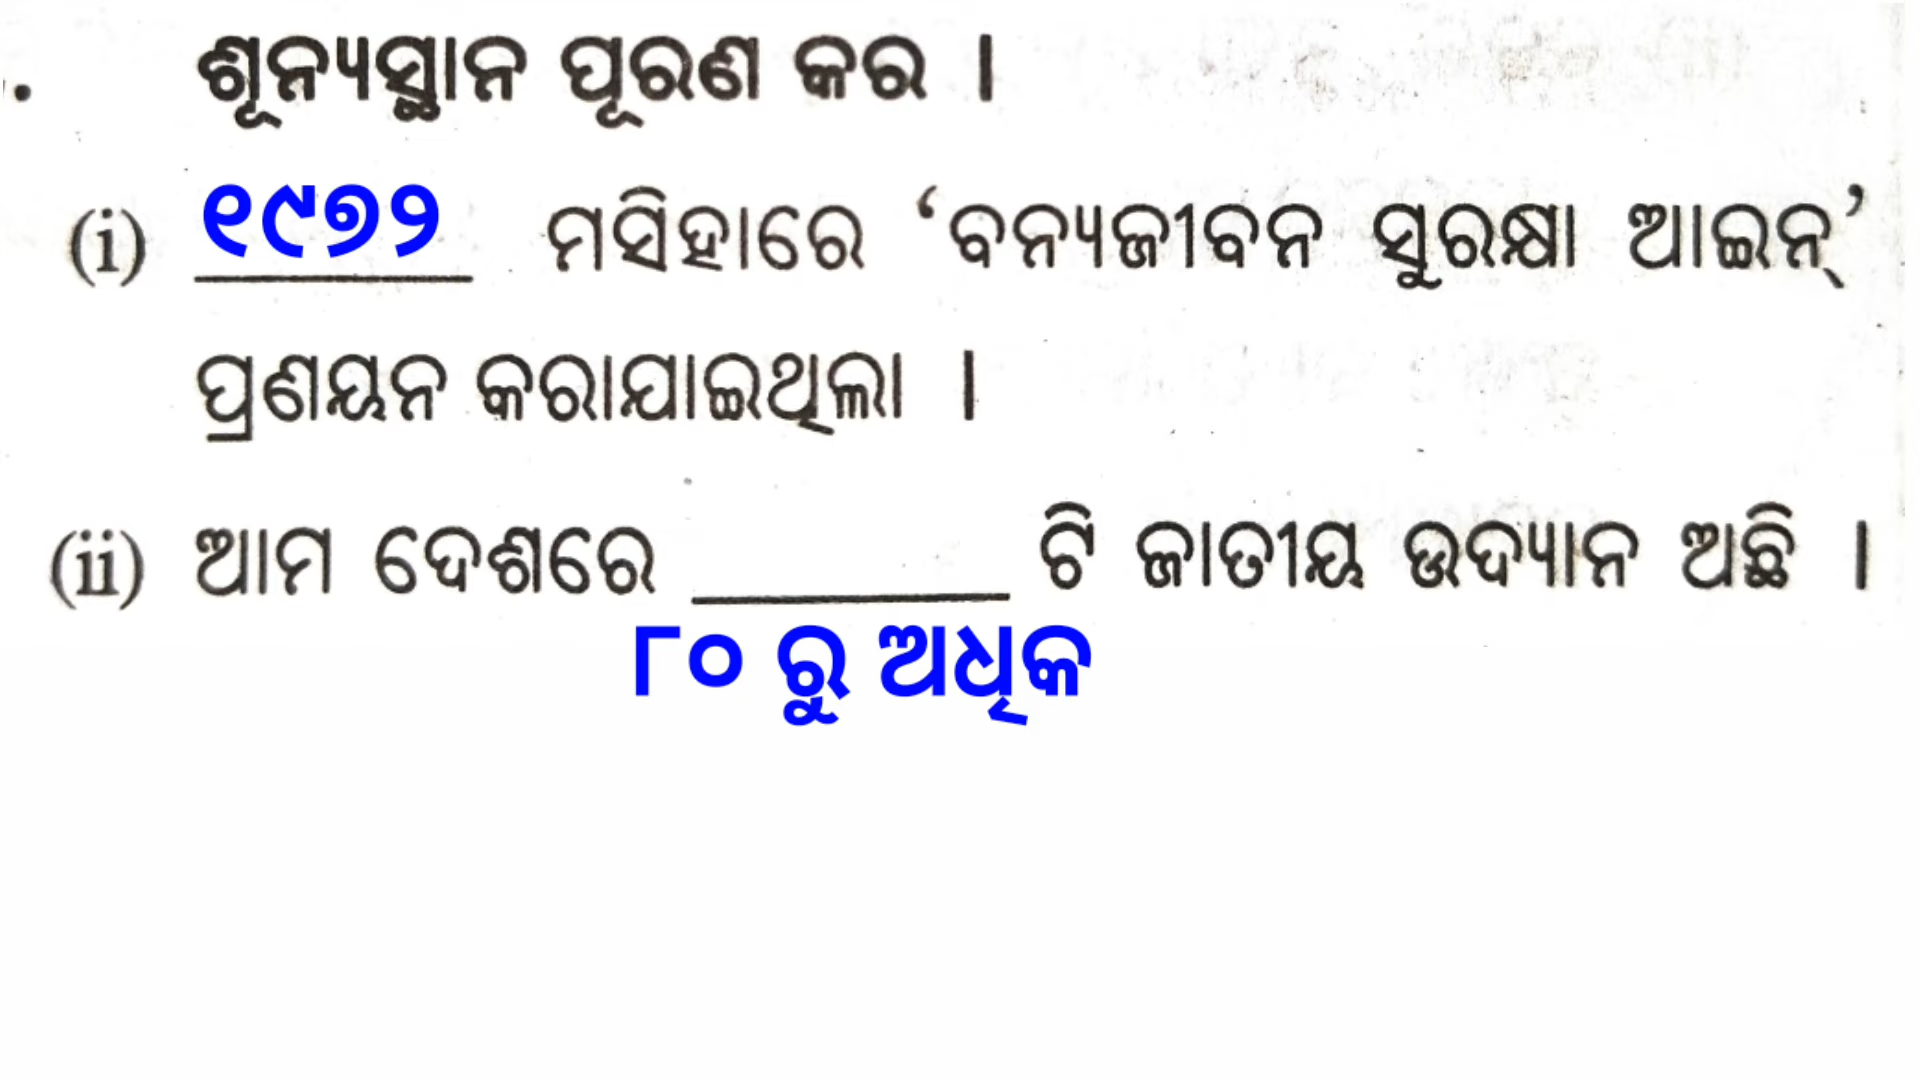 . ଶୂନ୍ୟସ୍ଥାନ ପୂରଣ କର ।
(i) ୧୯୭୨ ମସିହାରେ ‘ବନ୍ୟଜୀବନ ସୁରକ୍ଷା ଆଇନ୍’
ପ୍ରଣୟନ କରାଯାଇଥିଲା ।
(ii) ଆମ ଦେଶରେ ________ ଟି ଜାତୀୟ ଉଦ୍ୟାନ ଅଛି ।
୮୦ ରୁ ଅଧିକ